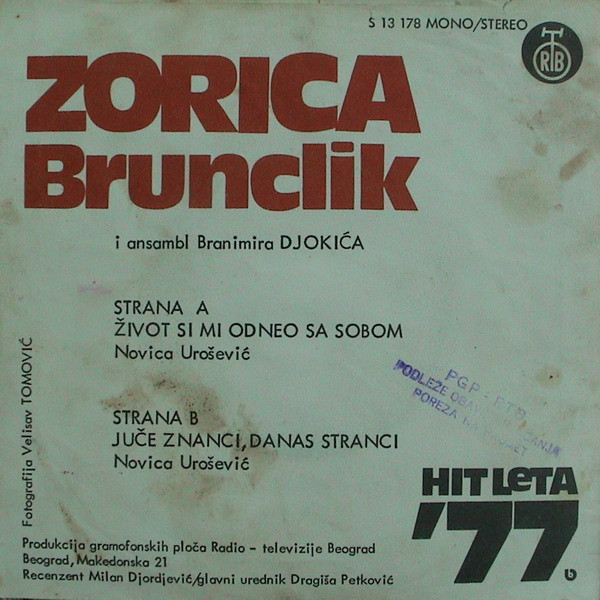 S 13 178 MONO/STEREO
RTB
ZORICA
Brunclik
i ansambl Branimira DJOKIĆA
STRANA A
ŽIVOT SI MI ODNEO SA SOBOM
Novica Urošević
STRANA B
JUČE ZNANCI, DANAS STRANCI
Novica Urošević
Fotografija Velisav TOMOVIĆ
PGP - RTB
PODLEŽE
POREZA NA
HIT LETA
'77
Produkcija gramofonskih ploča Radio - televizije Beograd
Beograd, Makedonska 21
Recenzent Milan Djordjević/glavni urednik Dragiša Petković